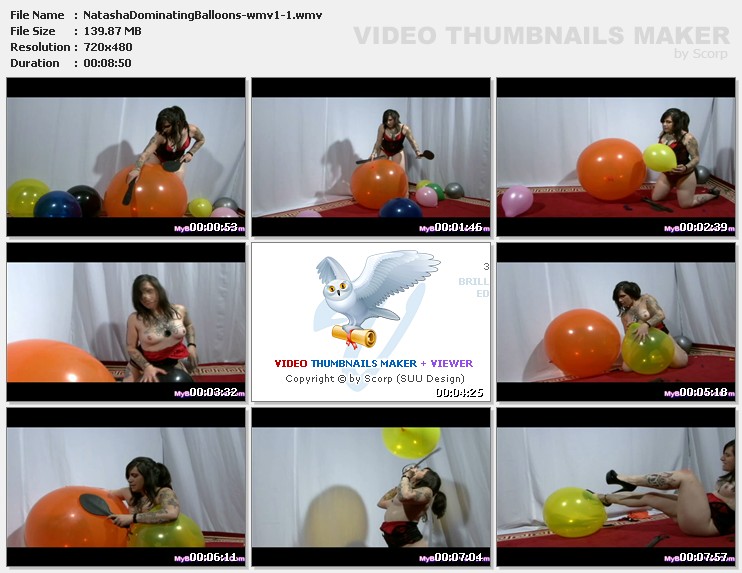 File Name : NatashaDominatingBalloons-wmv1-1.wmv
File Size : 139.87 MB
Resolution : 720x480
Duration : 00:08:50
VIDEO THUMBNAILS MAKER
by Scorp
00:00:53
00:01:46
00:02:39
00:03:32
3
BRILL
ED
VIDEO THUMBNAILS MAKER + VIEWER
Copyright © by Scorp (SUU Design)
00:04:25
00:05:18
00:06:11
00:07:04
00:07:57